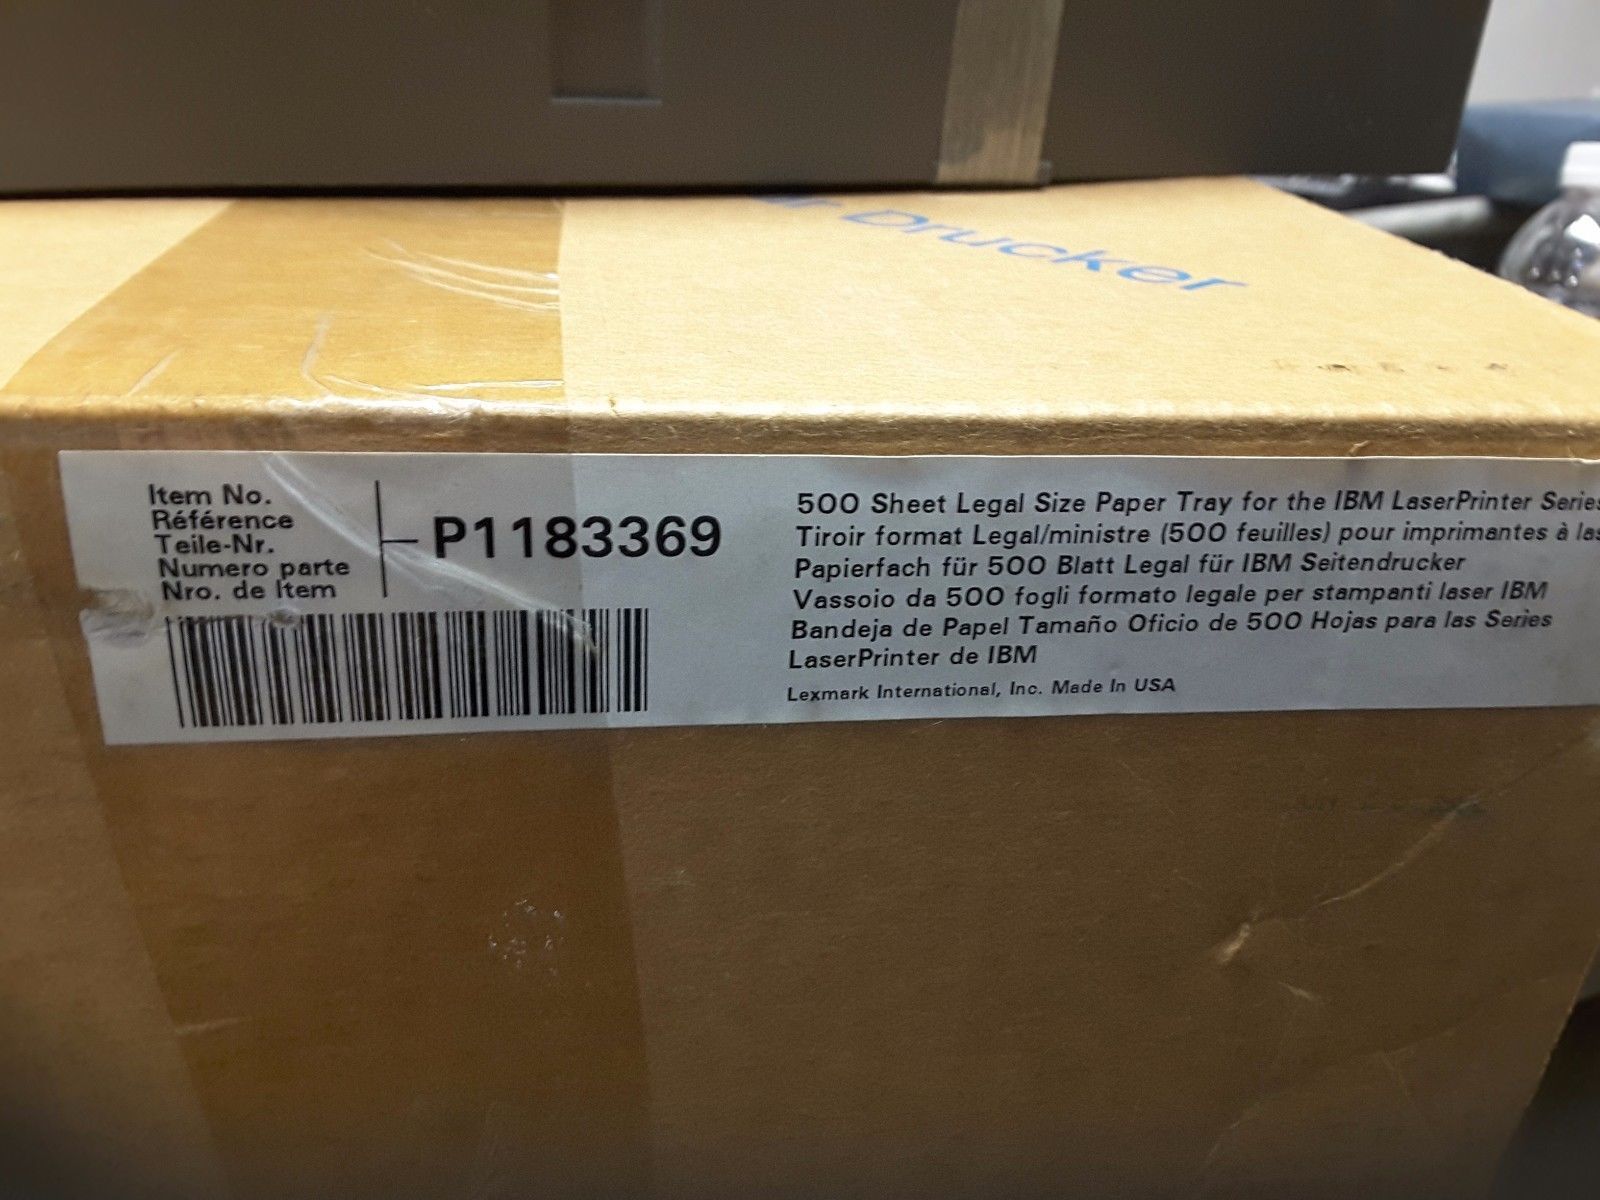 Drucker
Item No.
Référence
Teile-Nr.
Numero parte
Nro. de Item
P1183369
500 Sheet Legal Size Paper Tray for the IBM LaserPrinter Series
Tiroir format Legal/ministre (500 feuilles) pour imprimantes à las
Papierfach für 500 Blatt Legal für IBM Seitendrucker
Vassoio da 500 fogli formato legale per stampanti laser IBM
Bandeja de Papel Tamaño Oficio de 500 Hojas para las Series
LaserPrinter de IBM
Lexmark International, Inc. Made In USA